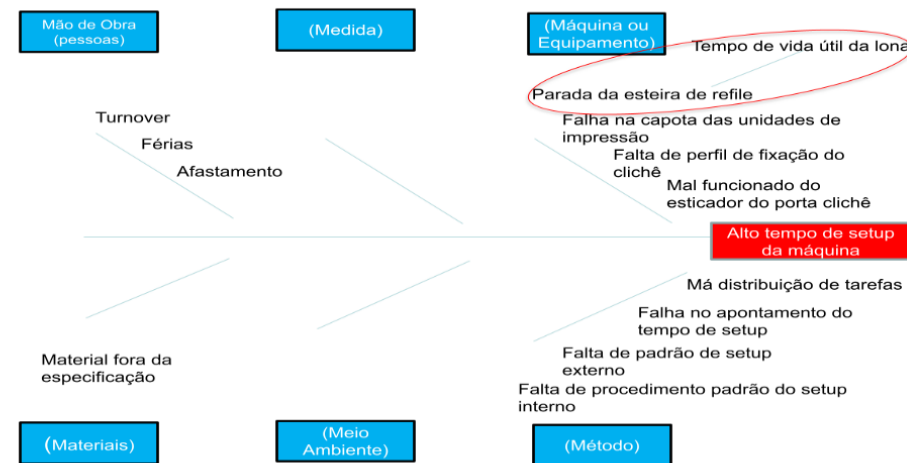 Mão de Obra
(pessoas)
(Medida)
(Máquina ou
Equipamento)
Tempo de vida útil da lona
Parada da esteira de refile
Turnover
Férias
Afastamento
Falha na capota das unidades de
impressão
Falta de perfil de fixação do
clichê
Mal funcionado do
esticador do porta clichê
Alto tempo de setup
da máquina
Má distribuição de tarefas
Falha no apontamento do
tempo de setup
Falta de padrão de setup
externo
Falta de procedimento padrão do setup
interno
Material fora da
especificação
(Materiais)
(Meio
Ambiente)
(Método)